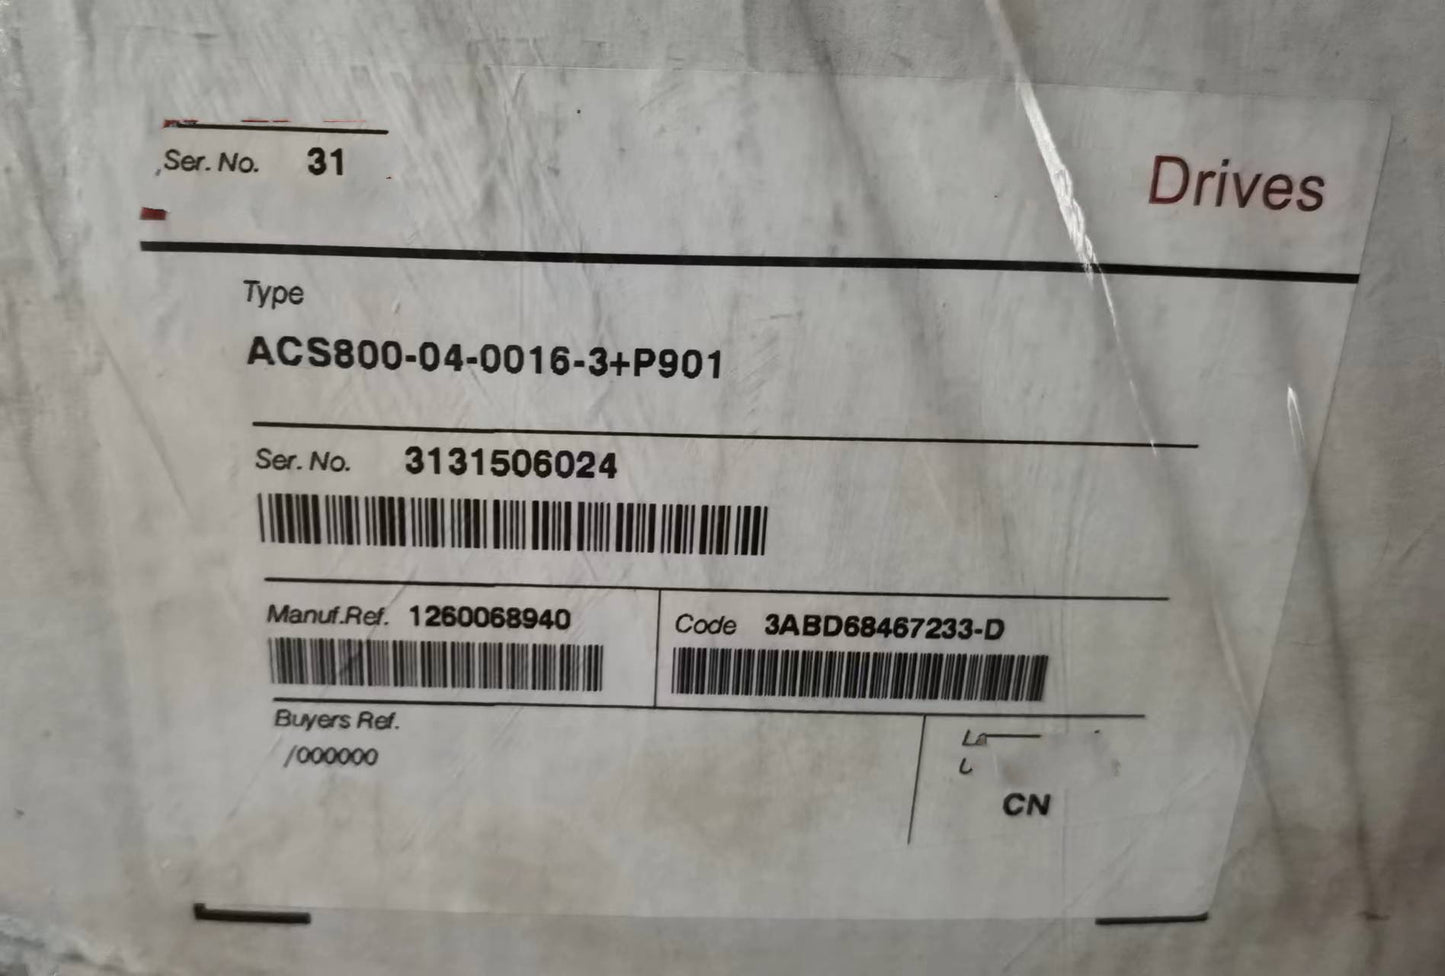 Ser. No. 31
Drives
Type
ACS800-04-0016-3+P901
Ser. No. 3131506024
Manuf.Ref. 1260068940
Code 3ABD68467233-D
Buyers Ref.
/000000
CN